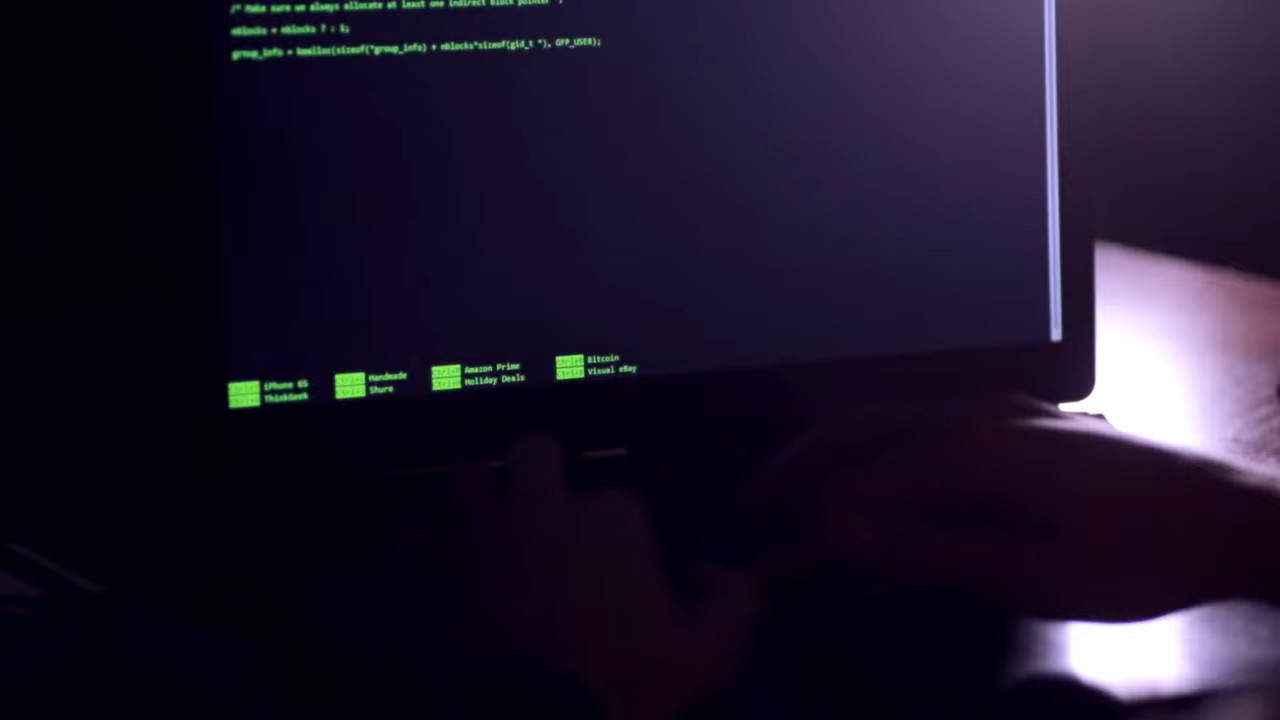 /* Make sure we always allocate at least one indirect block pointer */
nblocks = nblocks ? : 1;
group_info = kmalloc(sizeof(*group_info) + nblocks*sizeof(gid_t *), GFP_USER);
iPhone 6S
ThinkGeek
Handmade
Share
Amazon Prime
Holiday Deals
Bitcoin
Visual eBay